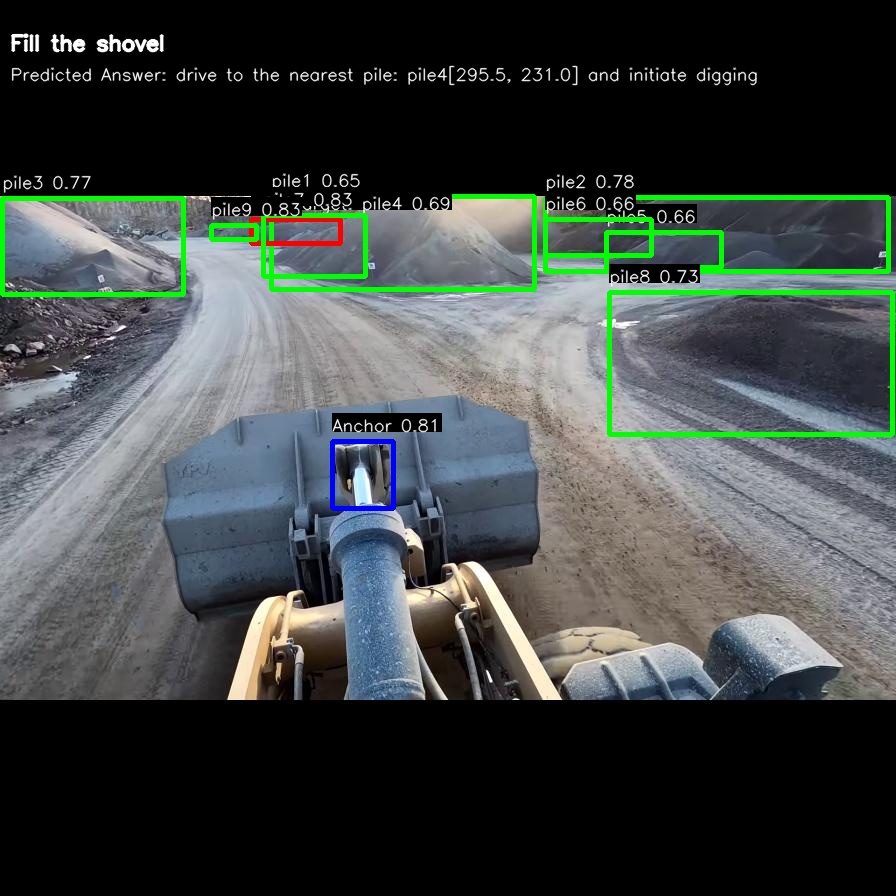 Fill the shovel
Predicted Answer: drive to the nearest pile: pile4[295.5, 231.0] and initiate digging
pile3 0.77
pile1 0.65
pile2 0.78
0.83
pile9 0.83
pile4 0.69
pile6 0.66
pile5 0.66
pile8 0.73
Anchor 0.81